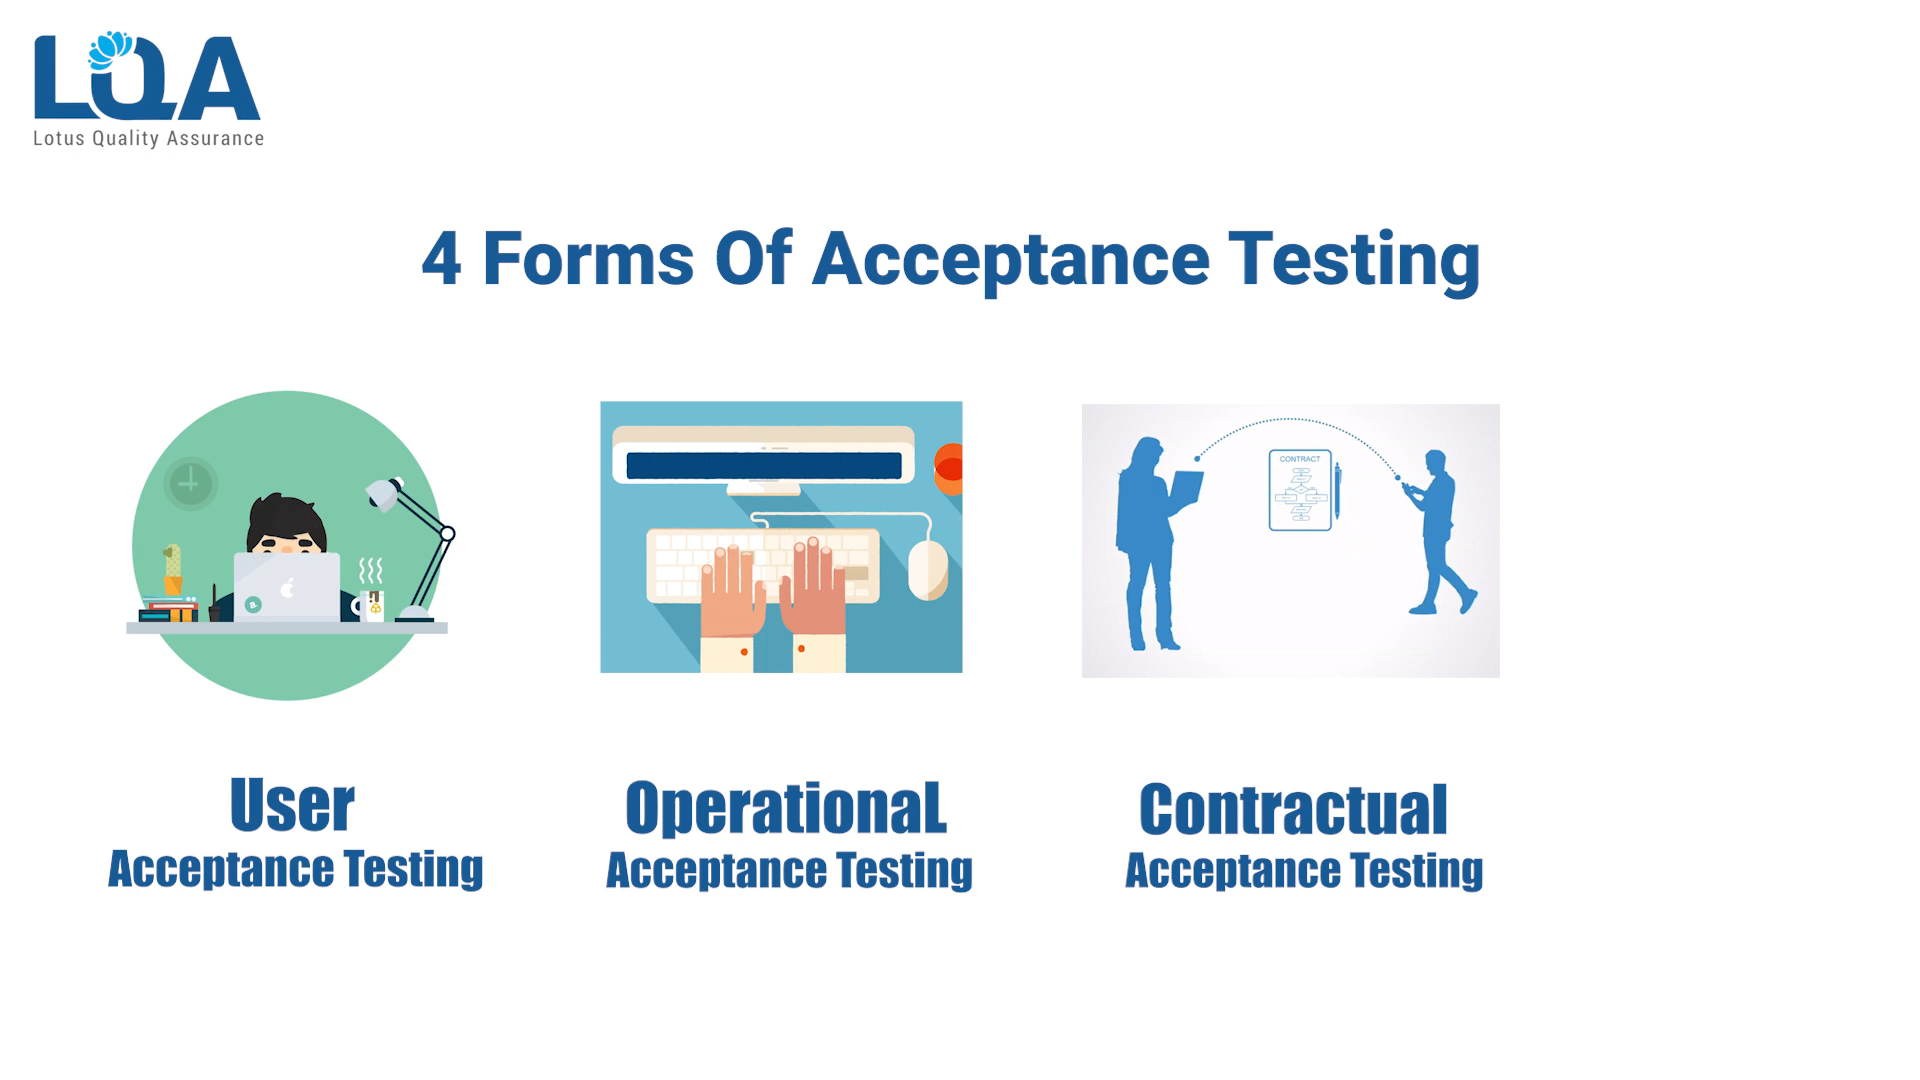 LQA
Lotus Quality Assurance
4 Forms Of Acceptance Testing
CONTRACT
User
Acceptance Testing
OperationaL
Acceptance Testing
Contractual
Acceptance Testing